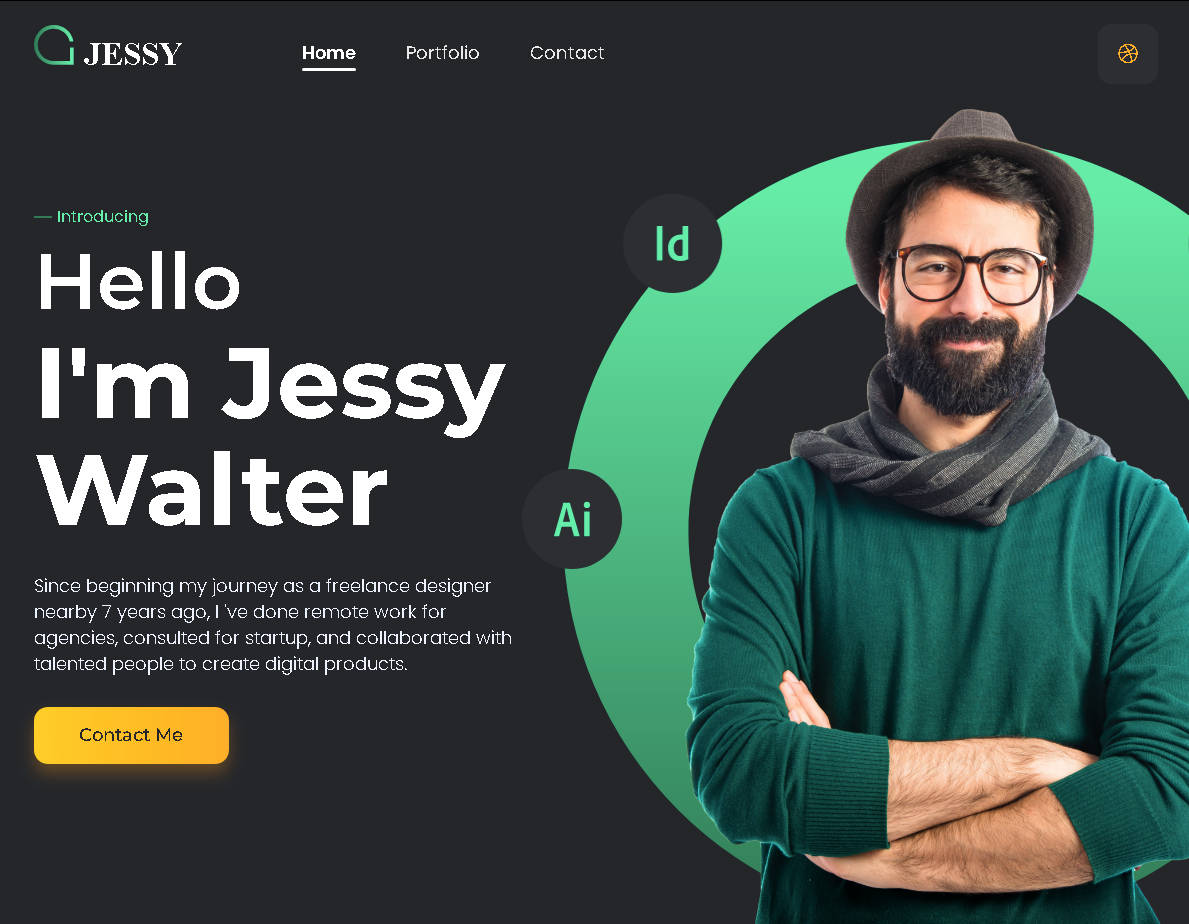 JESSY
Home Portfolio Contact
— Introducing
Hello
I'm Jessy
Walter
Id
Ai
Since beginning my journey as a freelance designer
nearby 7 years ago, I 've done remote work for
agencies, consulted for startup, and collaborated with
talented people to create digital products.
Contact Me